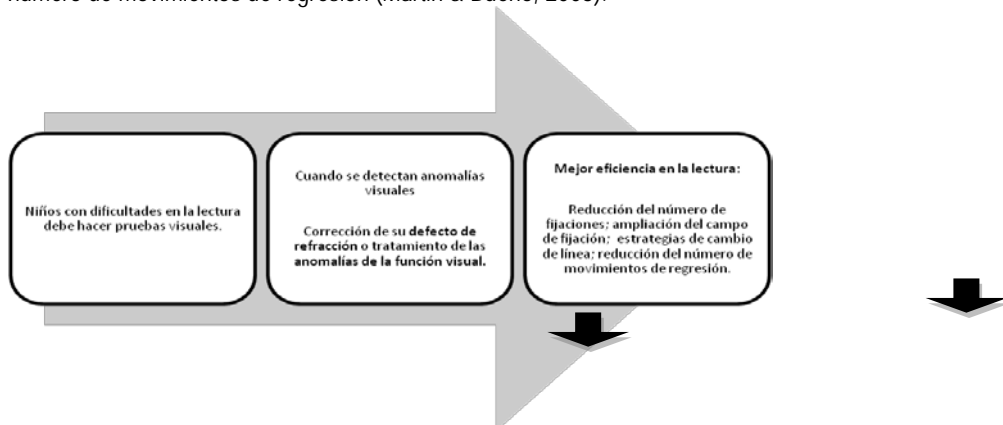 número de movimientos de regresión (Martín & Bueno, 2003).
Niños con dificultades en la lectura
debe hacer pruebas visuales.
Cuando se detectan anomalías
visuales
Corrección de su defecto de
refracción o tratamiento de las
anomalías de la función visual.
Mejor eficiencia en la lectura:
Reducción del número de
fijaciones; ampliación del campo
de fijación; estrategias de cambio
de línea; reducción del número de
movimientos de regresión.